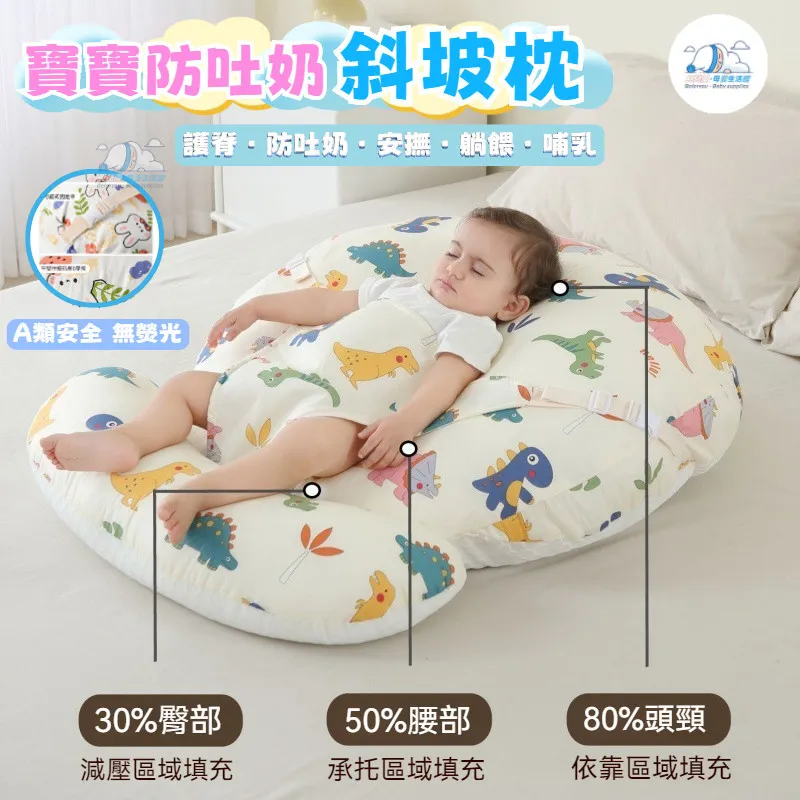 寶寶防吐奶 斜坡枕
護脊・防吐奶・安撫・躺餵・哺乳
A類安全 無熒光
30%臀部
減壓區域填充
50%腰部
承托區域填充
80%頭頸
依靠區域填充